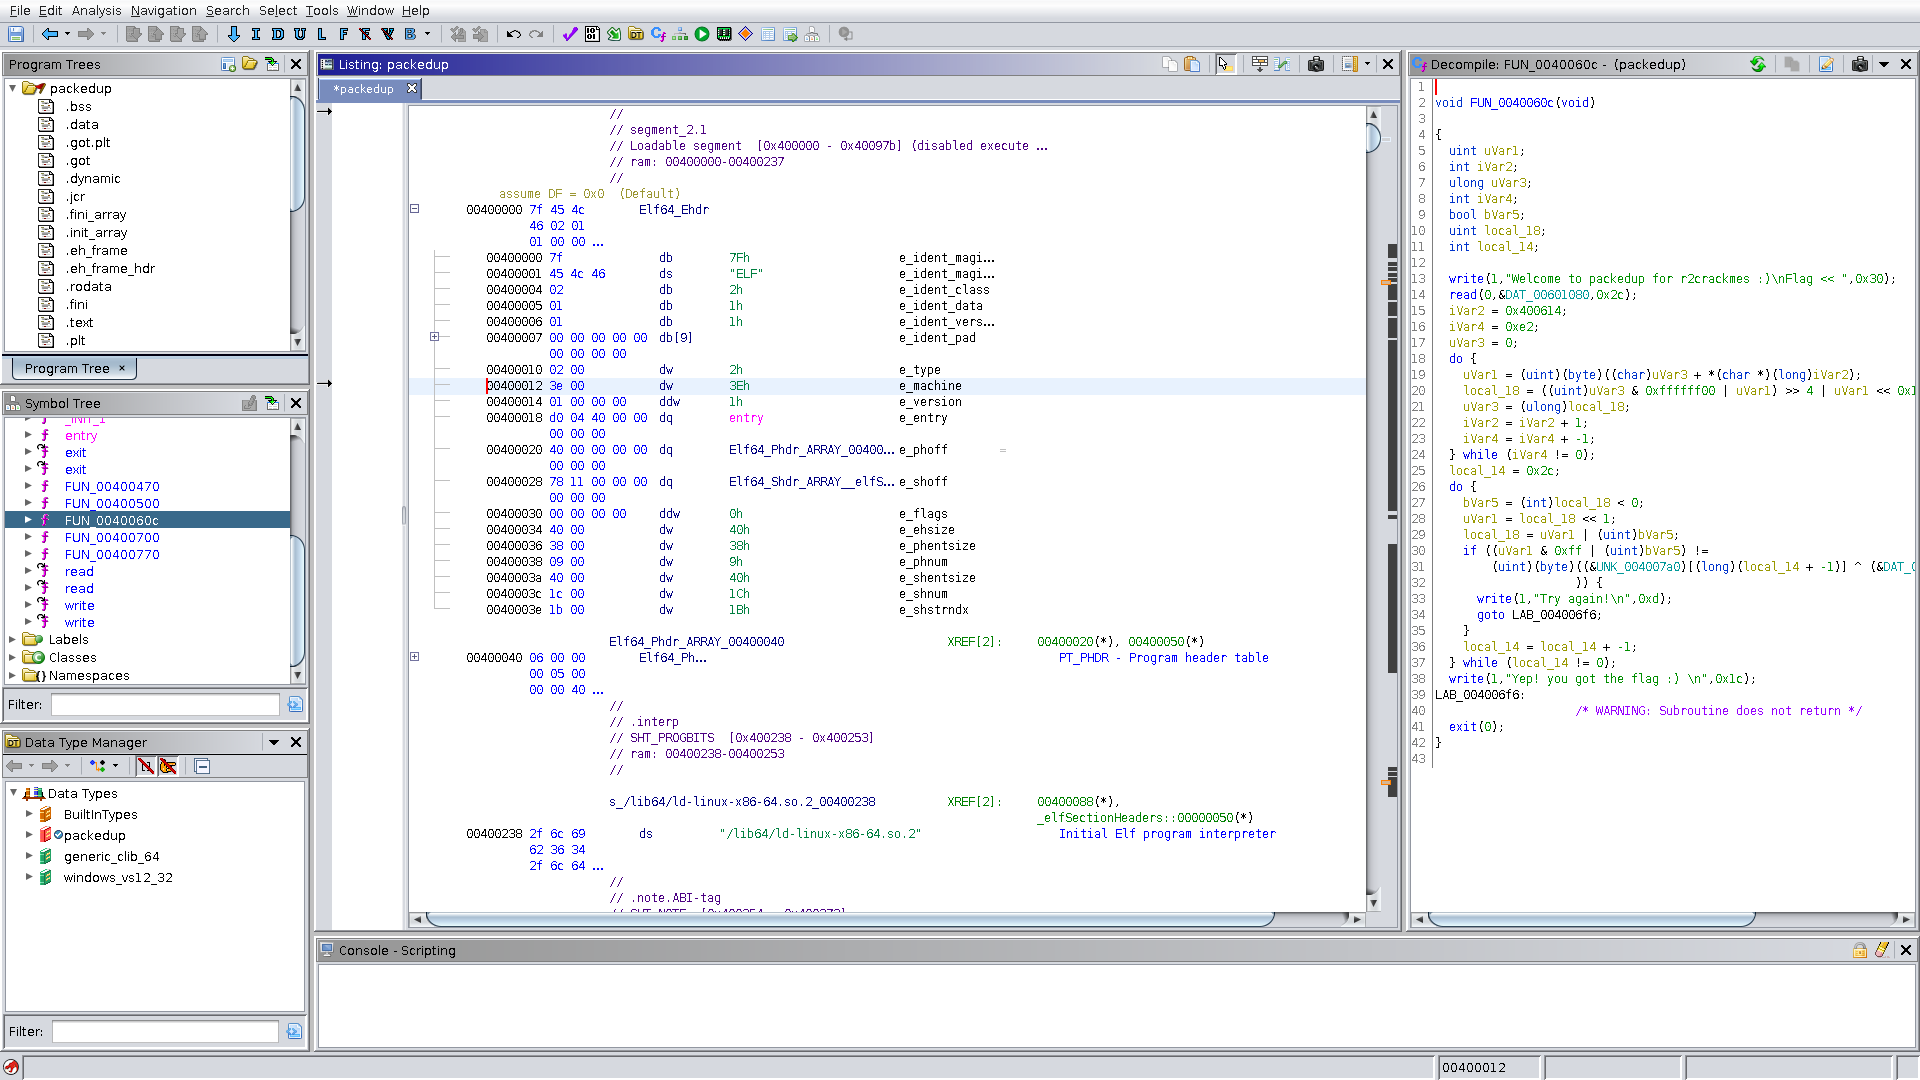 File Edit Analysis Navigation Search Select Tools Window Help
Program Trees
packedup
.bss
.data
.got.plt
.got
.dynamic
.jcr
.fini_array
.init_array
.eh_frame
.eh_frame_hdr
.rodata
.fini
.text
.plt
Program Tree ×
Symbol Tree
_INIT_1
entry
exit
exit
FUN_00400470
FUN_00400500
FUN_0040060c
FUN_00400700
FUN_00400770
read
read
write
write
Labels
Classes
Namespaces
Filter:
Data Type Manager
Data Types
BuiltInTypes
packedup
generic_clib_64
windows_vs12_32
Filter:
Listing: packedup
*packedup
//
// segment_2.1
// Loadable segment [0x400000 - 0x40097b] (disabled execute ...
// ram: 00400000-00400237
//
assume DF = 0x0 (Default)
00400000 7f 45 4c Elf64_Ehdr
46 02 01
01 00 00 ...
00400000 7f db 7Fh e_ident_magi...
00400001 45 4c 46 ds "ELF" e_ident_magi...
00400004 02 db 2h e_ident_class
00400005 01 db 1h e_ident_data
00400006 01 db 1h e_ident_vers...
00400007 00 00 00 00 00 db[9] e_ident_pad
00 00 00 00
00400010 02 00 dw 2h e_type
00400012 3e 00 dw 3Eh e_machine
00400014 01 00 00 00 ddw 1h e_version
00400018 d0 04 40 00 00 dq entry e_entry
00 00 00
00400020 40 00 00 00 00 dq Elf64_Phdr_ARRAY_00400... e_phoff =
00 00 00
00400028 78 11 00 00 00 dq Elf64_Shdr_ARRAY__elfS... e_shoff
00 00 00
00400030 00 00 00 00 ddw 0h e_flags
00400034 40 00 dw 40h e_ehsize
00400036 38 00 dw 38h e_phentsize
00400038 09 00 dw 9h e_phnum
0040003a 40 00 dw 40h e_shentsize
0040003c 1c 00 dw 1Ch e_shnum
0040003e 1b 00 dw 1Bh e_shstrndx
Elf64_Phdr_ARRAY_00400040 XREF[2]: 00400020(*), 00400050(*)
00400040 06 00 00 Elf64_Ph... PT_PHDR - Program header table
00 05 00
00 00 40 ...
//
// .interp
// SHT_PROGBITS [0x400238 - 0x400253]
// ram: 00400238-00400253
//
s_/lib64/ld-linux-x86-64.so.2_00400238 XREF[2]: 00400088(*),
_elfSectionHeaders::00000050(*)
00400238 2f 6c 69 ds "/lib64/ld-linux-x86-64.so.2" Initial Elf program interpreter
62 36 34
2f 6c 64 ...
//
// .note.ABI-tag
// SHT_NOTE [0x400254 - 0x400273]
Decompile: FUN_0040060c - (packedup)
1
2 void FUN_0040060c(void)
3
4 {
5 uint uVar1;
6 int iVar2;
7 ulong uVar3;
8 int iVar4;
9 bool bVar5;
10 uint local_18;
11 int local_14;
12
13 write(1,"Welcome to packedup for r2crackmes :)\nFlag << ",0x30);
14 read(0,&DAT_00601080,0x2c);
15 iVar2 = 0x400614;
16 iVar4 = 0xe2;
17 uVar3 = 0;
18 do {
19 uVar1 = (uint)(byte)((char)uVar3 + *(char *)(long)iVar2);
20 local_18 = ((uint)uVar3 & 0xffffff00 | uVar1) >> 4 | uVar1 << 0x1
21 uVar3 = (ulong)local_18;
22 iVar2 = iVar2 + 1;
23 iVar4 = iVar4 + -1;
24 } while (iVar4 != 0);
25 local_14 = 0x2c;
26 do {
27 bVar5 = (int)local_18 < 0;
28 uVar1 = local_18 << 1;
29 local_18 = uVar1 | (uint)bVar5;
30 if ((uVar1 & 0xff | (uint)bVar5) !=
31 (uint)(byte)((&UNK_004007a0)[(long)(local_14 + -1)] ^ (&DAT_
32 )) {
33 write(1,"Try again!\n",0xd);
34 goto LAB_004006f6;
35 }
36 local_14 = local_14 + -1;
37 } while (local_14 != 0);
38 write(1,"Yep! you got the flag :) \n",0x1c);
39 LAB_004006f6:
40 /* WARNING: Subroutine does not return */
41 exit(0);
42 }
43
Console - Scripting
00400012